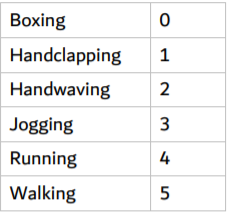 Boxing 0
Handclapping 1
Handwaving 2
Jogging 3
Running 4
Walking 5